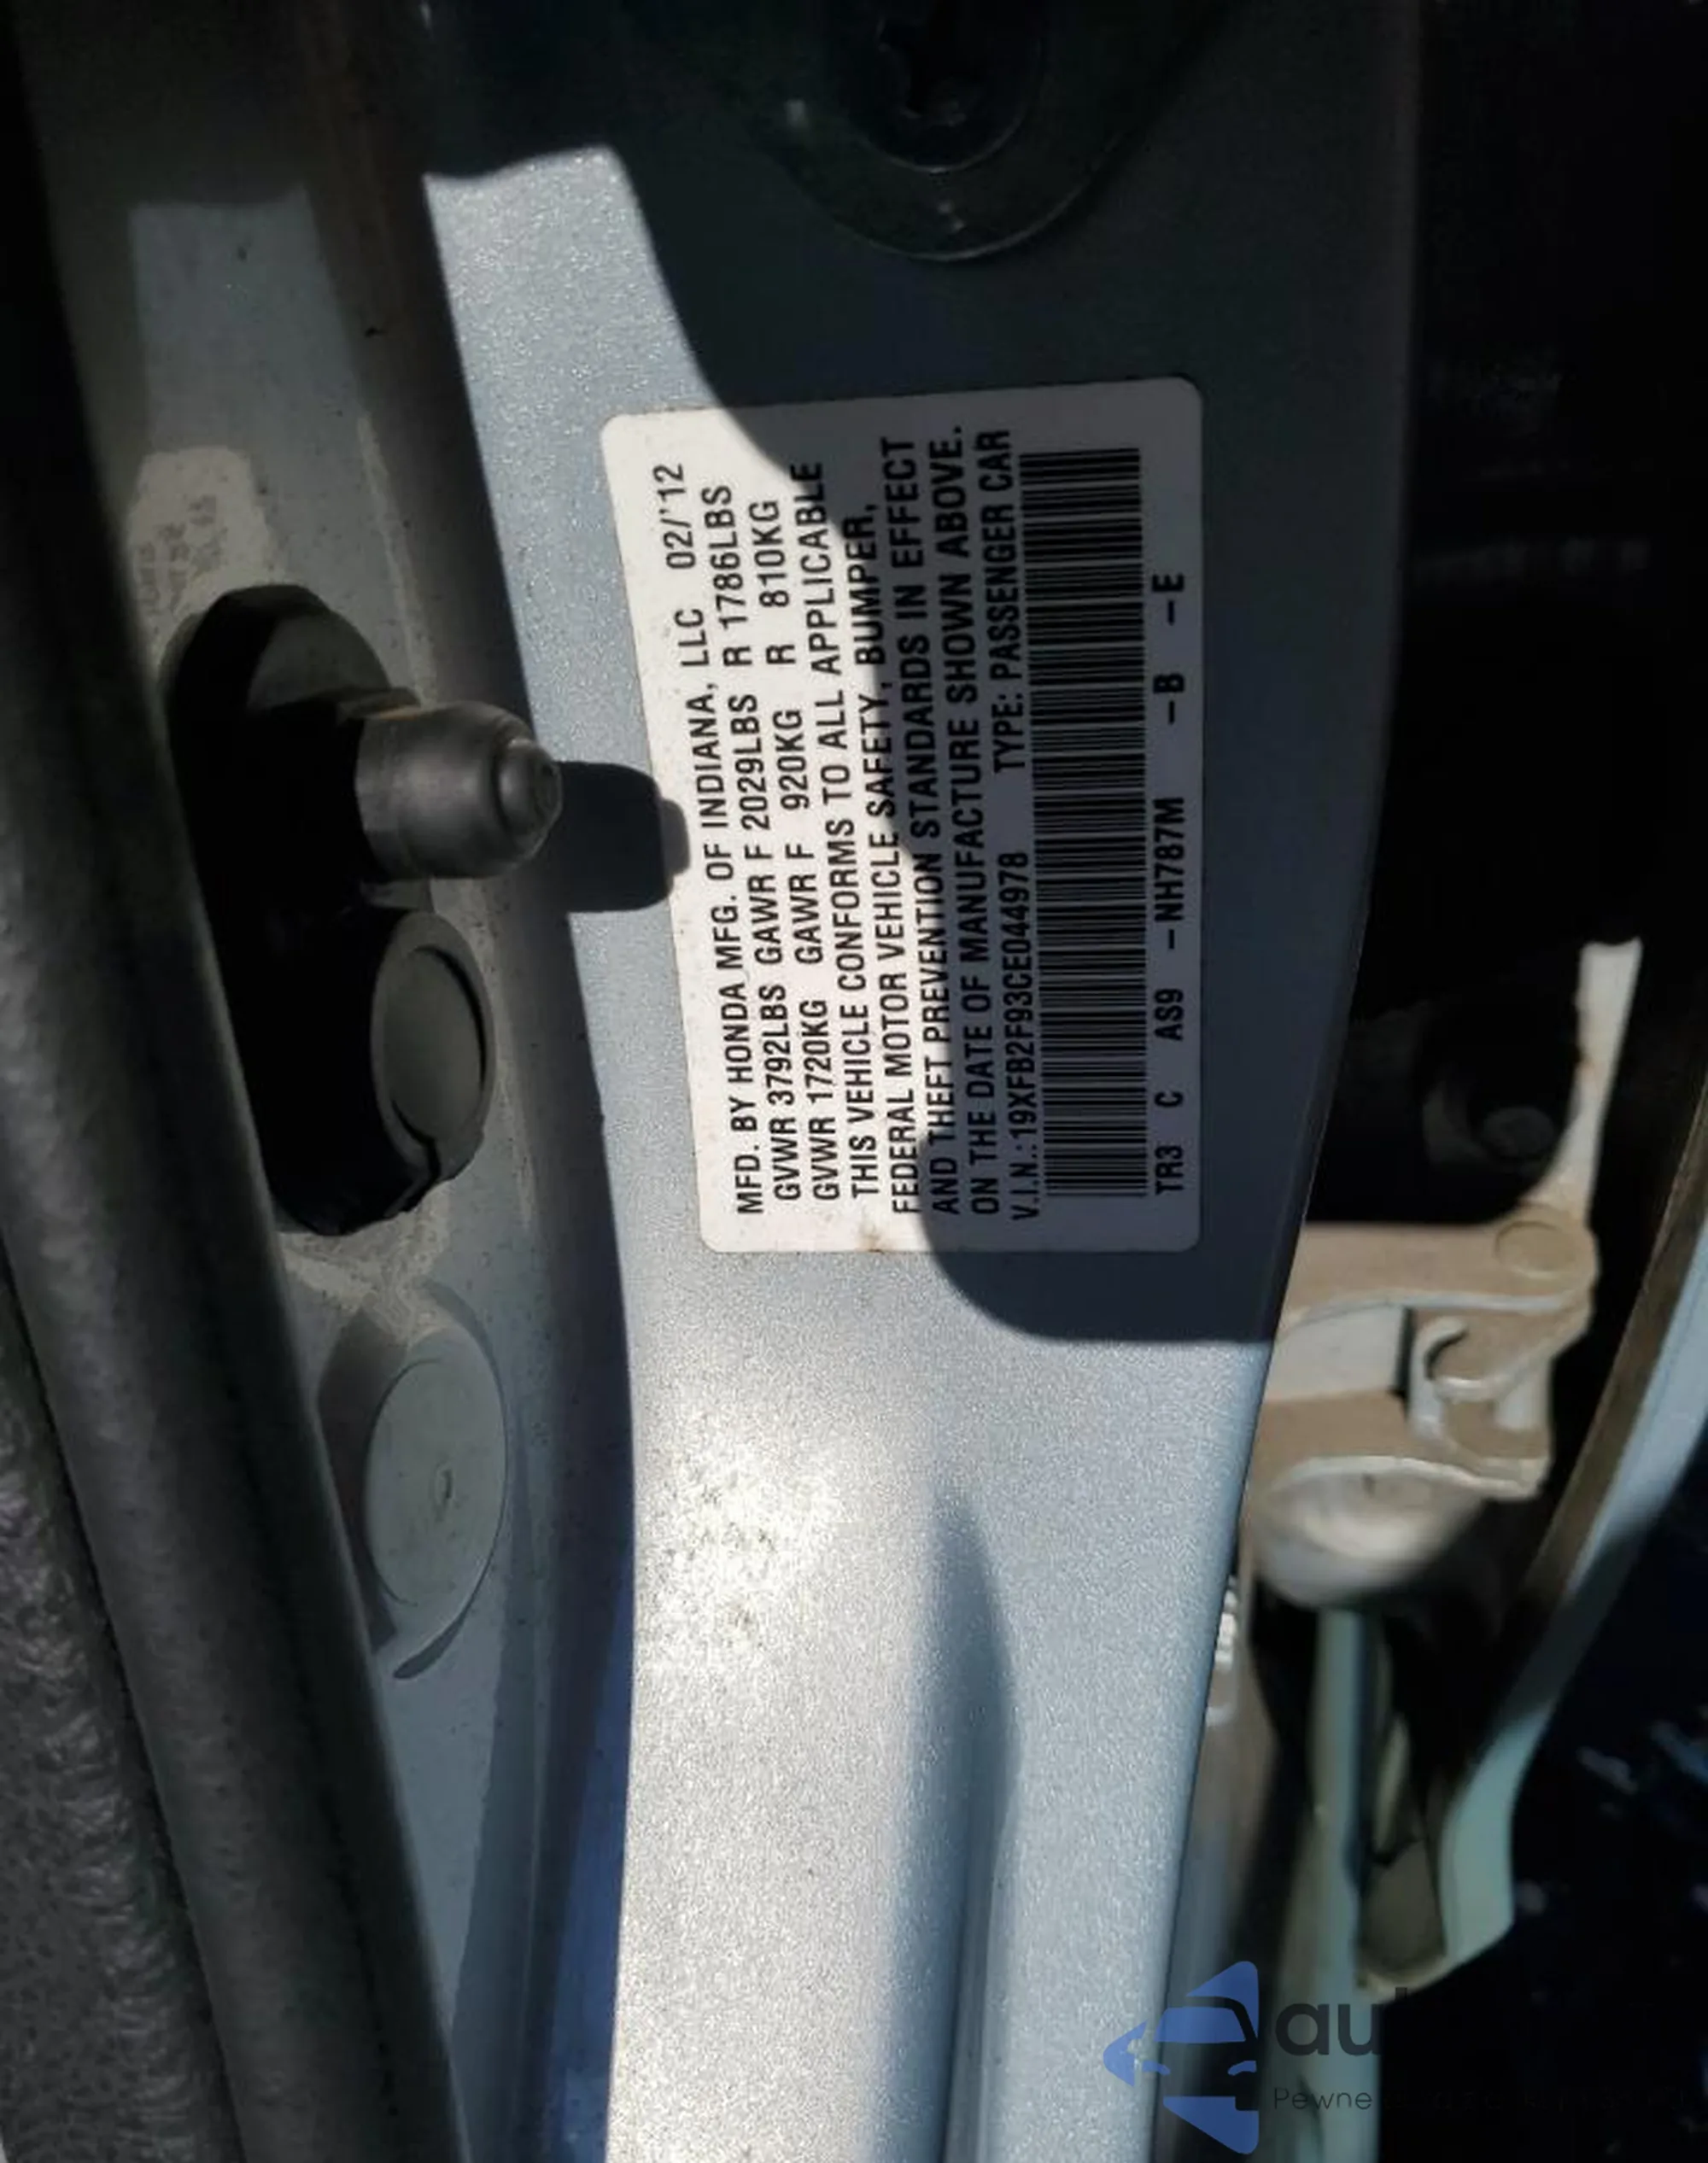 MFD. BY HONDA MFG. OF INDIANA, LLC 02/'12
GVWR 3792LBS GAWR F 2029LBS R 1786LBS
GVWR 1720KG GAWR F 920KG R 810KG
THIS VEHICLE CONFORMS TO ALL APPLICABLE
FEDERAL MOTOR VEHICLE SAFETY, BUMPER,
AND THEFT PREVENTION STANDARDS IN EFFECT
ON THE DATE OF MANUFACTURE SHOWN ABOVE.
V.I.N.: 19XFB2F93CE044978 TYPE: PASSENGER CAR
TR3 C AS9 -NH787M -B -E